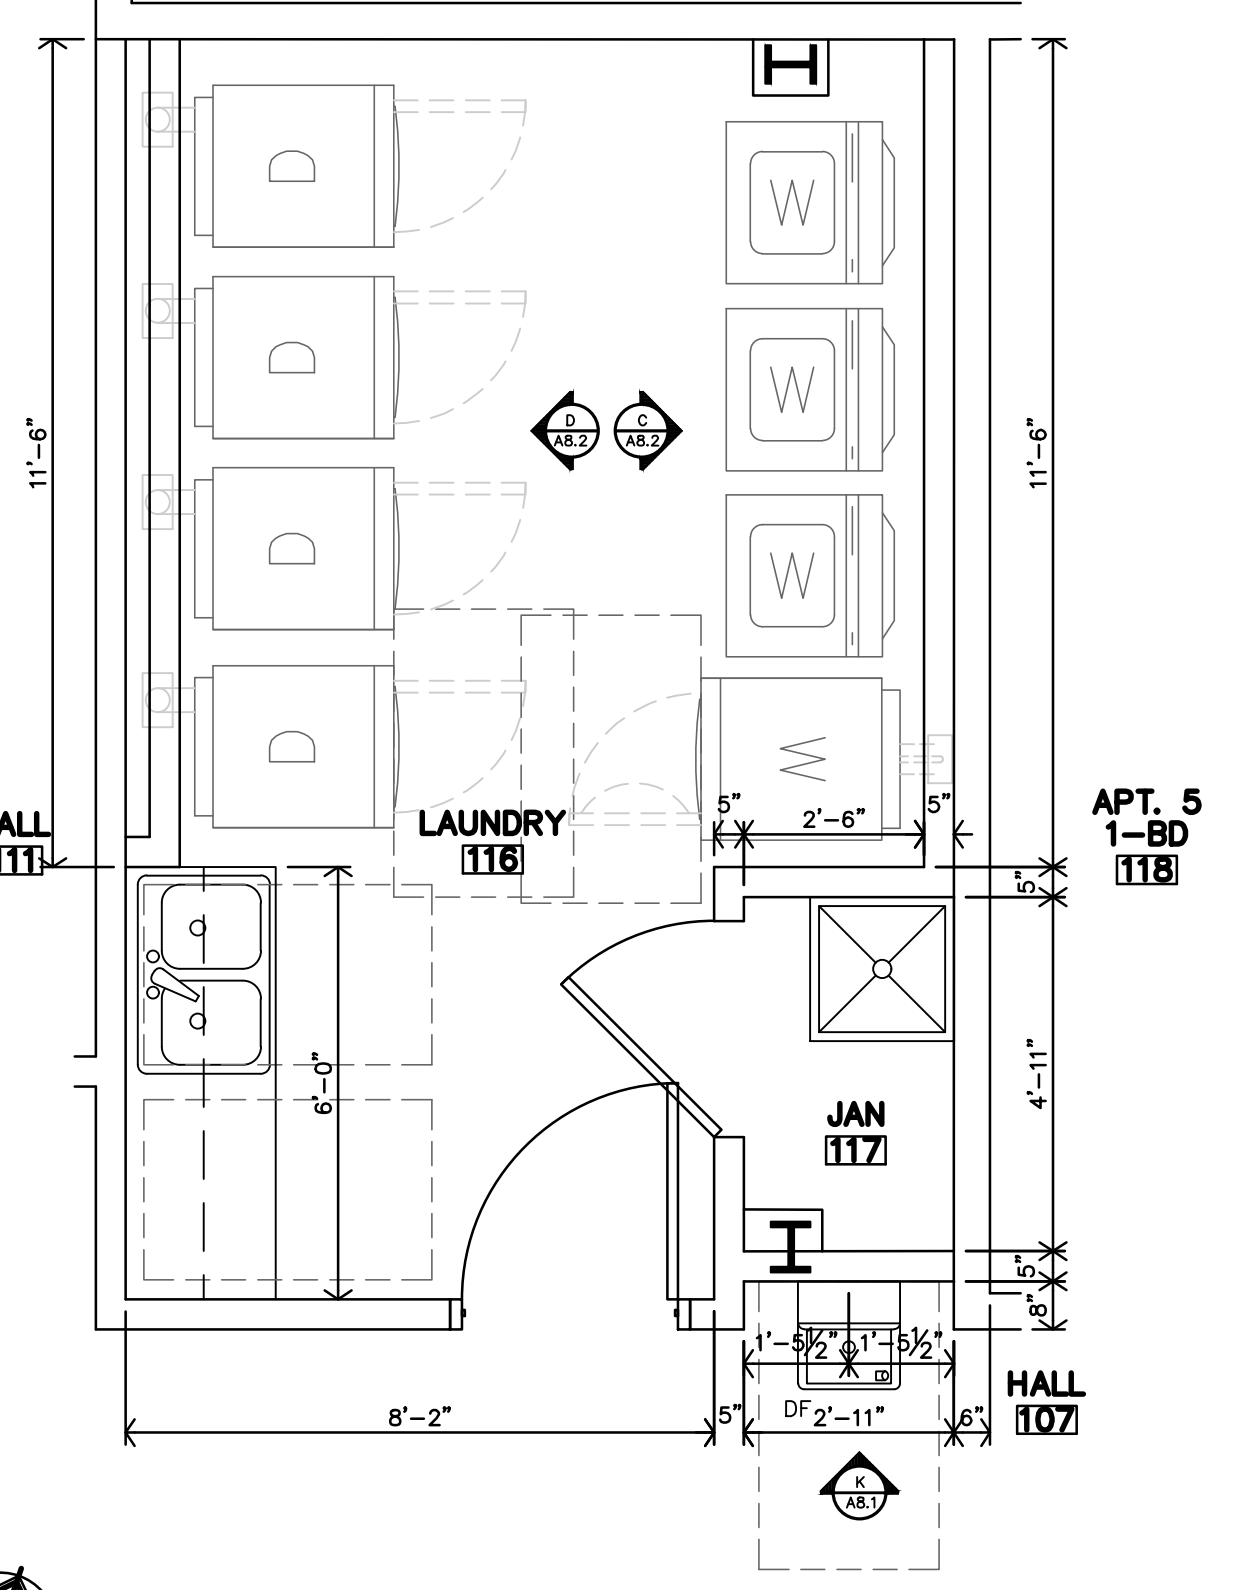 D
W
D
W
D
C
A8.2
A8.2
11'-6"
11'-6"
D
W
D
W
5"
2'-6"
5"
APT. 5
1-BD
118
LAUNDRY
116
ALL
111
5"
6'-0"
4'-11"
JAN
117
5"
8"
1'-5½"
1'-5½"
HALL
107
8'-2"
5"
DF
2'-11"
6"
K
A8.1